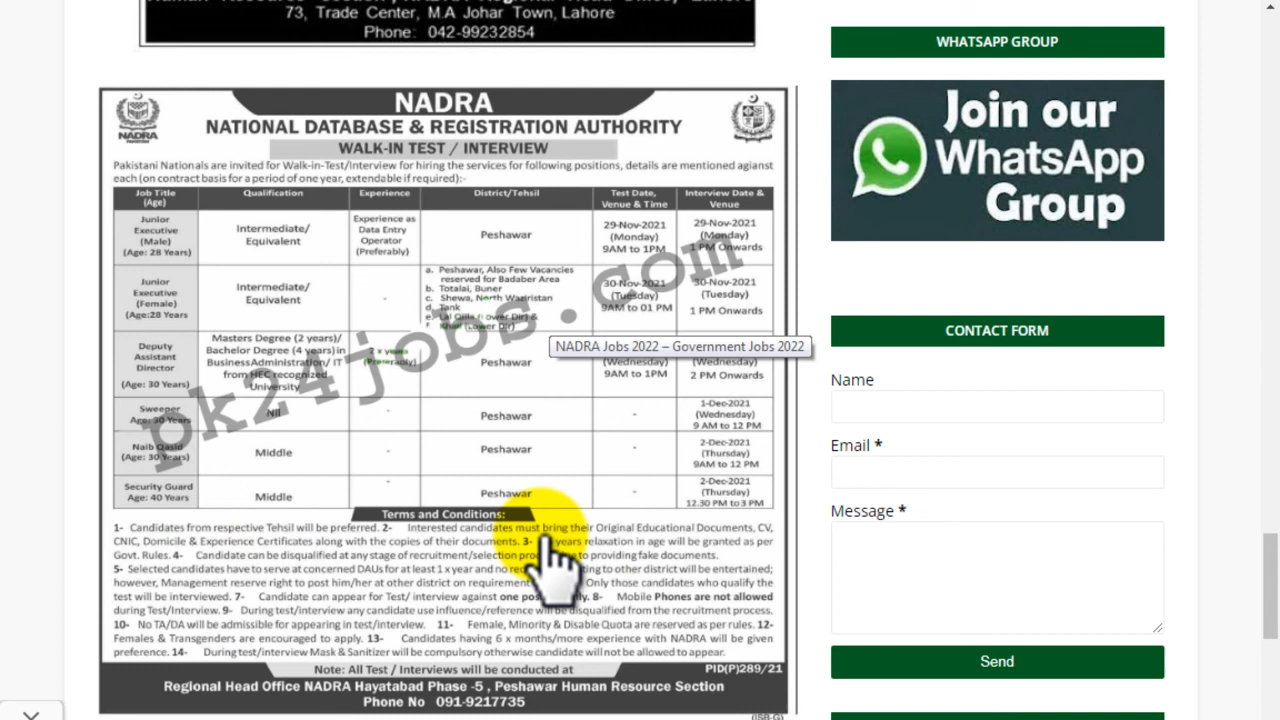 73, Trade Center, M.A Johar Town, Lahore
Phone: 042-99232854
NADRA
NATIONAL DATABASE & REGISTRATION AUTHORITY
NADRA
WALK-IN TEST / INTERVIEW
Pakistani Nationals are invited for Walk-in-Test/Interview for hiring the services for following positions, details are mentioned agianst
each (on contract basis for a period of one year, extendable if required):-
Job Title (Age) Qualification Experience District/Tehsil Test Date, Venue & Time Interview Date & Venue
Junior Executive (Male) (Age: 28 Years) Intermediate/ Equivalent Experience as Data Entry Operator (Preferably) Peshawar 29-Nov-2021 (Monday) 9AM to 1PM 29-Nov-2021 (Monday) 1 PM Onwards
Junior Executive (Female) (Age:28 Years Intermediate/ Equivalent -
a. Peshawar, Also Few Vacancies
reserved for Badaber Area
b. Totalai, Buner
c. Shewa, North Waziristan
d. Tank
e. Lal Qilla (Lower Dir) &
f. (Lower Dir)
30-Nov-2021 (Tuesday) 9AM to 01 PM 30-Nov-2021 (Tuesday) 1 PM Onwards
Deputy Assistant Director (Age: 30 Years) Masters Degree (2 years)/ Bachelor Degree (4 years) in Business Administration/ IT from HEC recognized University 2 x years (Preferably) Peshawar (Wednesday) 9AM to 1PM (Wednesday) 2 PM Onwards
Sweeper Age: 30 Years Nil - Peshawar - 1-Dec-2021 (Wednesday) 9 AM to 12 PM
Naib Qasid (Age: 30 Years) Middle - Peshawar - 2-Dec-2021 (Thursday) 9AM to 12 PM
Security Guard Age: 40 Years Middle - Peshawar - 2-Dec-2021 (Thursday) 12.30 PM to 3 PM
pk24jobs.com
NADRA Jobs 2022 – Government Jobs 2022
Terms and Conditions:
1- Candidates from respective Tehsil will be preferred. 2- Interested candidates must bring their Original Educational Documents, CV,
CNIC, Domicile & Experience Certificates along with the copies of their documents. 3- years relaxation in age will be granted as per
Govt. Rules. 4- Candidate can be disqualified at any stage of recruitment/selection to providing fake documents.
5- Selected candidates have to serve at concerned DAUs for at least 1 x year and no to other district will be entertained;
however, Management reserve right to post him/her at other district on requirement Only those candidates who qualify the
test will be interviewed. 7- Candidate can appear for Test/ interview against one 8- Mobile Phones are not allowed
during Test/Interview. 9- During test/interview any candidate use influence/reference will be disqualified from the recruitment process.
10- No TA/DA will be admissible for appearing in test/interview. 11- Female, Minority & Disable Quota are reserved as per rules. 12-
Females & Transgenders are encouraged to apply. 13- Candidates having 6 x months/more experience with NADRA will be given
preference. 14- During test/interview Mask & Sanitizer will be compulsory otherwise candidate will not be allowed to appear.
Note: All Test / Interviews will be conducted at PID(P)289/21
Regional Head Office NADRA Hayatabad Phase -5 , Peshawar Human Resource Section
Phone No 091-9217735
(ISB-G)
WHATSAPP GROUP
Join our
WhatsApp
Group
CONTACT FORM
Name
Email *
Message *
Send